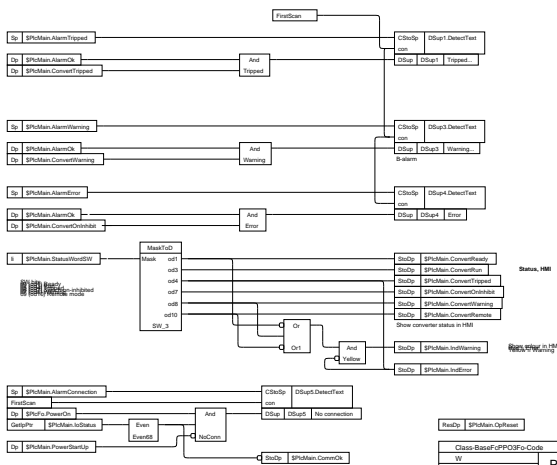 FirstScan
Sp $PlcMain.AlarmTripped
CStoSp DSup1.DetectText
con
Dp $PlcMain.AlarmOk
And
DSup DSup1 Tripped...
Dp $PlcMain.ConvertTripped
Tripped
Sp $PlcMain.AlarmWarning
CStoSp DSup3.DetectText
con
Dp $PlcMain.AlarmOk
And
DSup DSup3 Warning...
Dp $PlcMain.ConvertWarning
Warning
B-alarm
Sp $PlcMain.AlarmError
CStoSp DSup4.DetectText
con
Dp $PlcMain.AlarmOk
And
DSup DSup4 Error
Dp $PlcMain.ConvertOnInhibit
Error
MaskToD
Ii $PlcMain.StatusWordSW
Mask od1
StoDp $PlcMain.ConvertReady
od3
StoDp $PlcMain.ConvertRun
Status, HMI
od4
StoDp $PlcMain.ConvertTripped
od7
StoDp $PlcMain.ConvertOnInhibit
od8
StoDp $PlcMain.ConvertWarning
od10
StoDp $PlcMain.ConvertRemote
SW_3
Or
Show converter status in HMI
Or1
And
StoDp $PlcMain.IndWarning
Yellow
StoDp $PlcMain.IndError
Sp $PlcMain.AlarmConnection
CStoSp DSup5.DetectText
FirstScan
con
Dp $PlcFo.PowerOn
And
DSup DSup5 No connection
GetIpPtr $PlcMain.IoStatus
Even
ResDp $PlcMain.OpReset
Even68
NoConn
Dp $PlcMain.PowerStartUp
StoDp $PlcMain.CommOk
Class-BaseFcPPO3Fo-Code
W